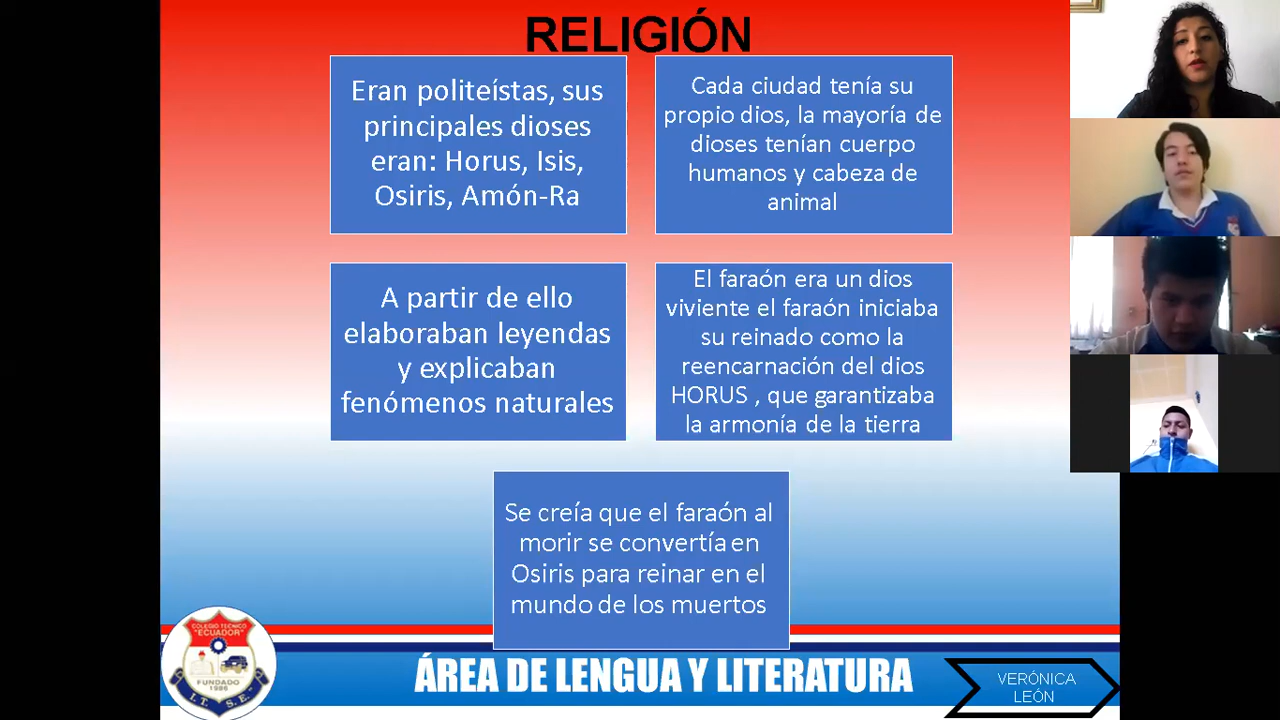 RELIGIÓN
Eran politeístas, sus
principales dioses
eran: Horus, Isis,
Osiris, Amón-Ra
Cada ciudad tenía su
propio dios, la mayoría de
dioses tenían cuerpo
humanos y cabeza de
animal
A partir de ello
elaboraban leyendas
y explicaban
fenómenos naturales
El faraón era un dios
viviente el faraón iniciaba
su reinado como la
reencarnación del dios
HORUS , que garantizaba
la armonía de la tierra
Se creía que el faraón al
morir se convertía en
Osiris para reinar en el
mundo de los muertos
COLEGIO TÉCNICO
"ECUADOR"
FUNDADO
1986
I.T. S.E.
ÁREA DE LENGUA Y LITERATURA
VERÓNICA
LEÓN